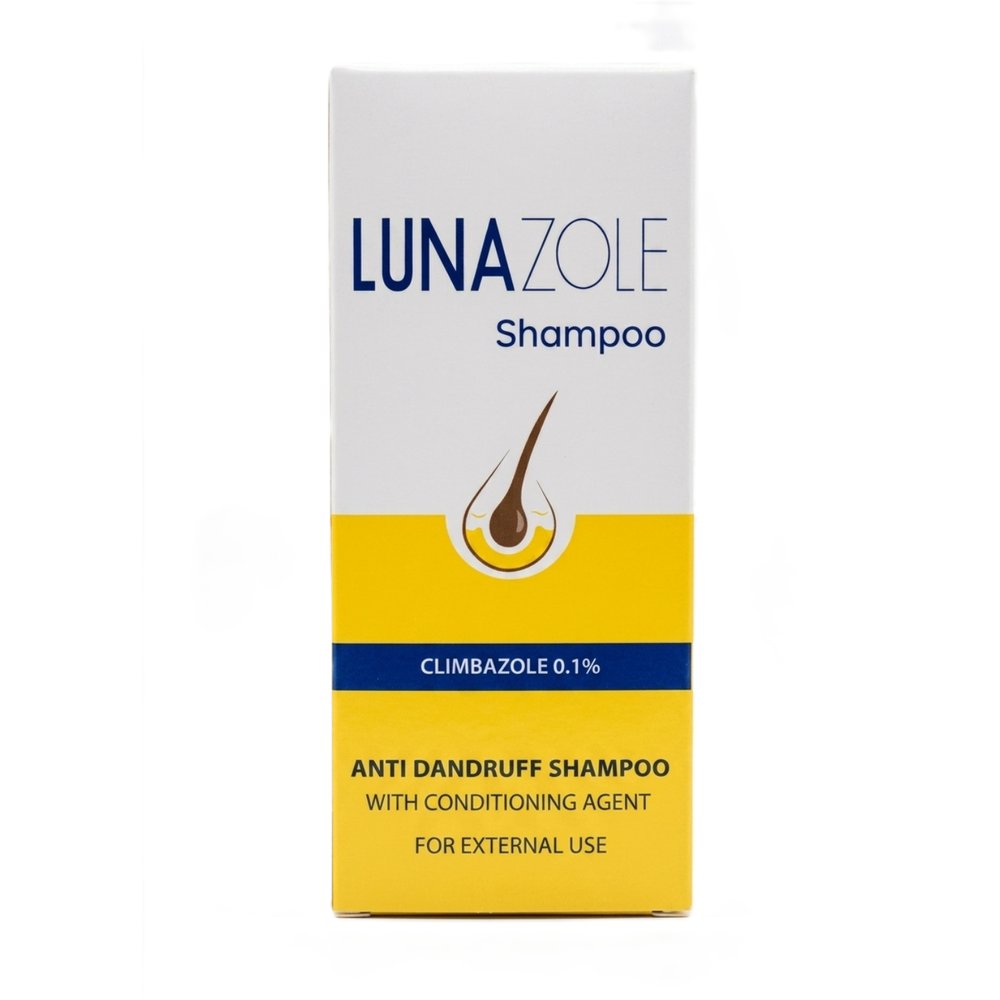 LUNAZOLE
Shampoo
CLIMBAZOLE 0.1%
ANTI DANDRUFF SHAMPOO
WITH CONDITIONING AGENT
FOR EXTERNAL USE